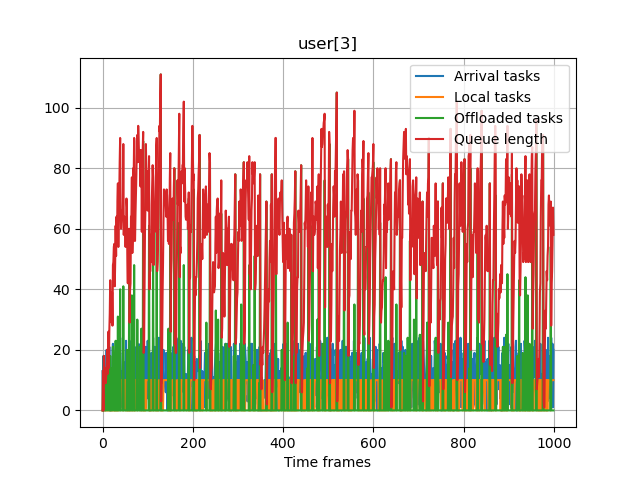 user[3]
Arrival tasks
Local tasks
Offloaded tasks
Queue length
100
80
60
40
20
0
0 200 400 600 800 1000
Time frames